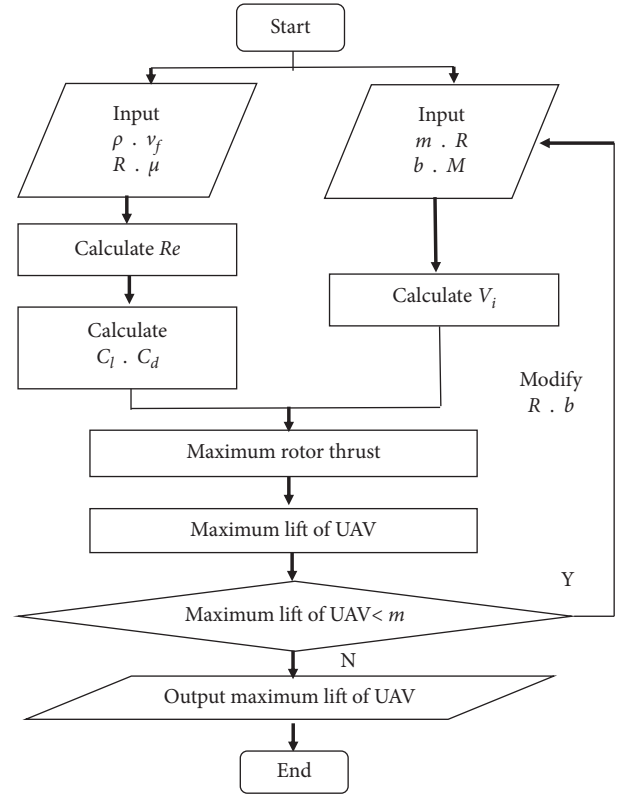 Start
Input
ρ . v_f
R . μ
Input
m . R
b . M
Calculate Re
Calculate V_i
Calculate
C_l . C_d
Modify
R . b
Maximum rotor thrust
Maximum lift of UAV
Y
Maximum lift of UAV< m
N
Output maximum lift of UAV
End